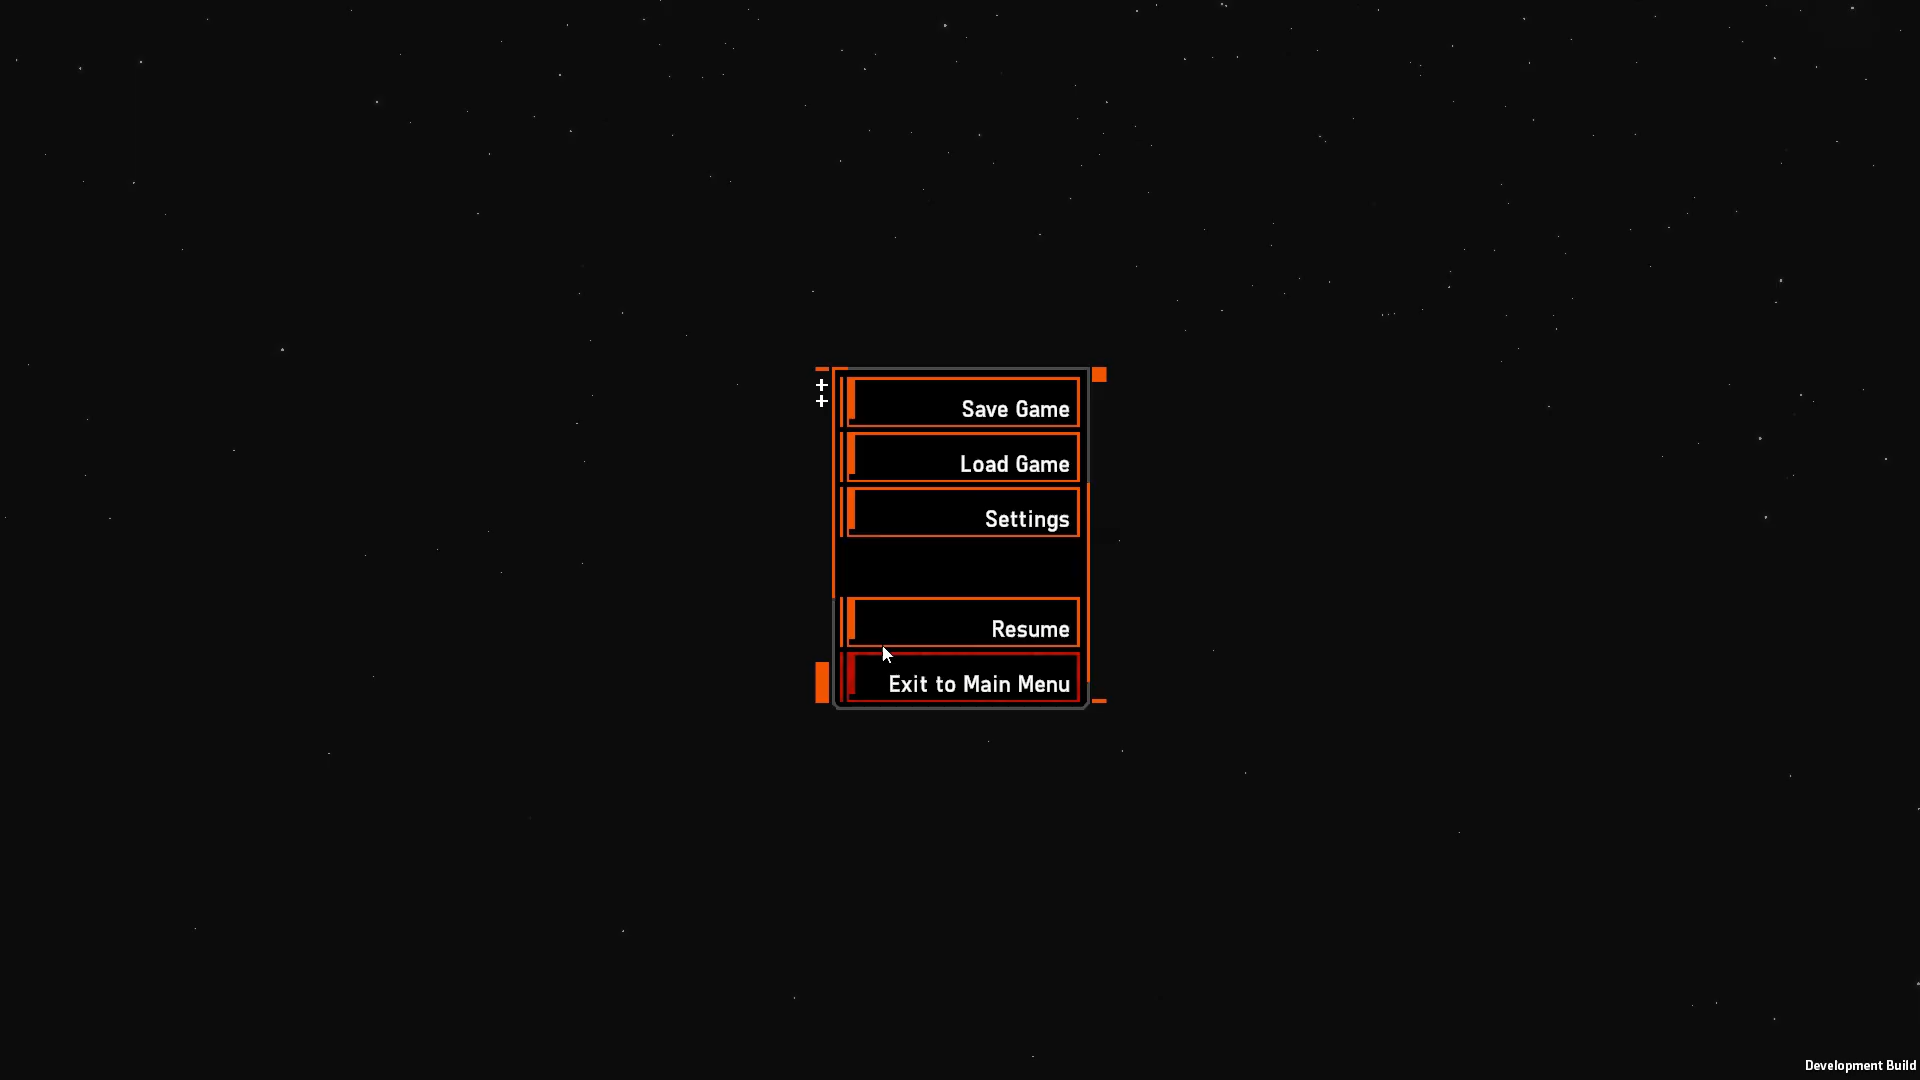 Save Game
Load Game
Settings
Resume
Exit to Main Menu
Development Build